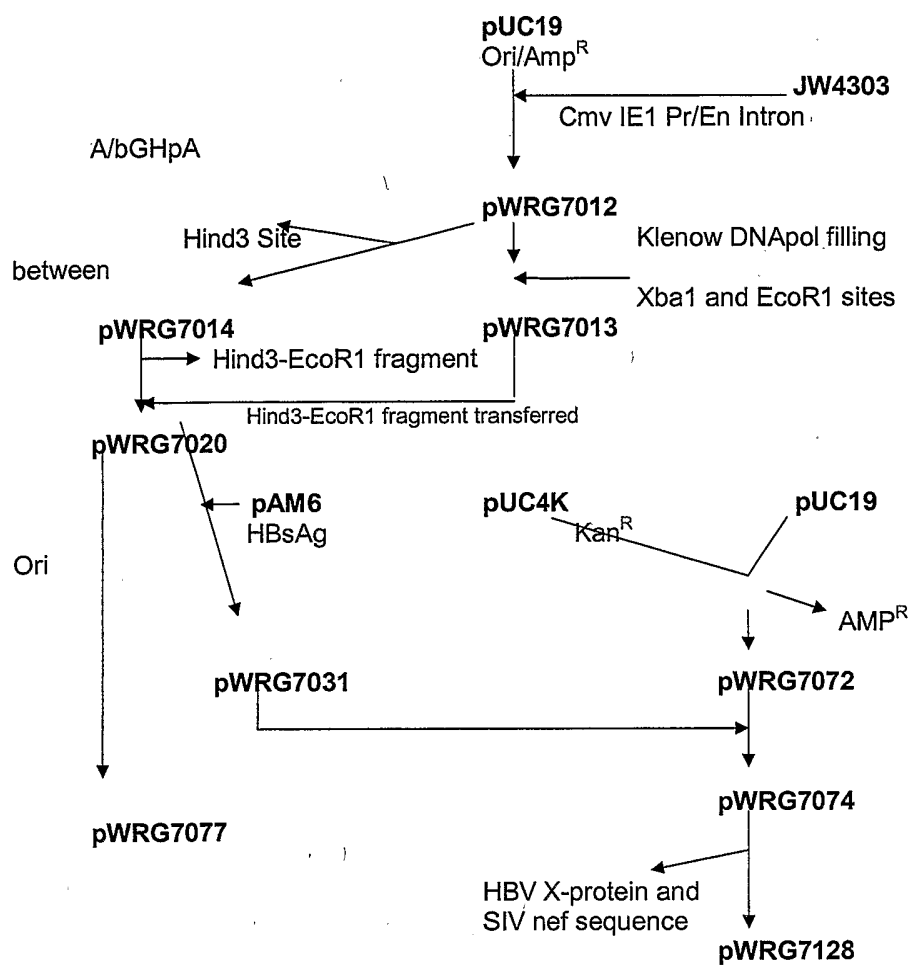 pUC19
Ori/Amp^R
JW4303
Cmv IE1 Pr/En Intron
A/bGHpA
pWRG7012
Hind3 Site
Klenow DNApol filling
between
Xba1 and EcoR1 sites
pWRG7014
pWRG7013
Hind3-EcoR1 fragment
Hind3-EcoR1 fragment transferred
pWRG7020
pAM6
pUC4K
pUC19
HBsAg
Kan^R
Ori
AMP^R
pWRG7031
pWRG7072
pWRG7074
pWRG7077
HBV X-protein and
SIV nef sequence
pWRG7128